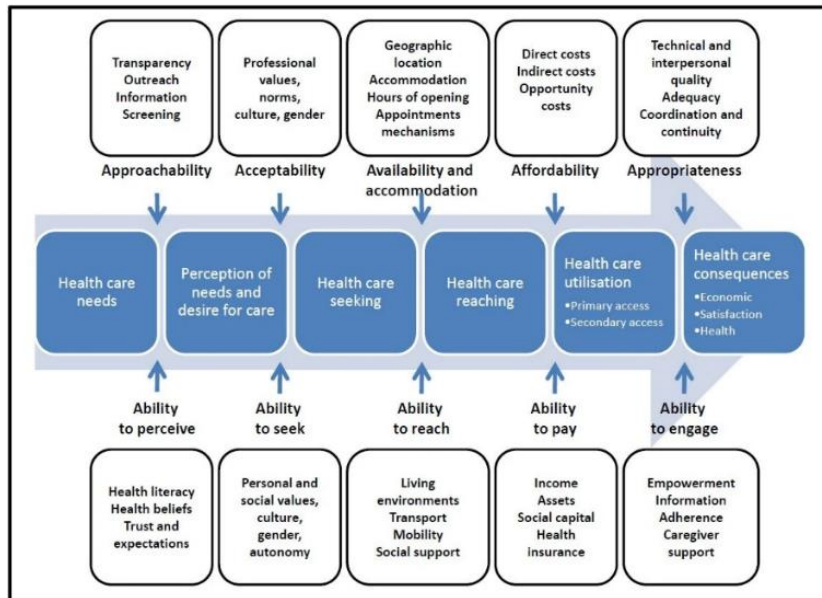 Transparency
Outreach
Information
Screening
Professional
values,
norms,
culture, gender
Geographic
location
Accommodation
Hours of opening
Appointments
mechanisms
Direct costs
Indirect costs
Opportunity
costs
Technical and
interpersonal
quality
Adequacy
Coordination and
continuity
Approachability
Acceptability
Availability and
accommodation
Affordability
Appropriateness
Health care
needs
Perception of
needs and
desire for care
Health care
seeking
Health care
reaching
Health care
utilisation
•Primary access
•Secondary access
Health care
consequences
•Economic
•Satisfaction
•Health
Ability
to perceive
Ability
to seek
Ability
to reach
Ability
to pay
Ability
to engage
Health literacy
Health beliefs
Trust and
expectations
Personal and
social values,
culture,
gender,
autonomy
Living
environments
Transport
Mobility
Social support
Income
Assets
Social capital
Health
insurance
Empowerment
Information
Adherence
Caregiver
support